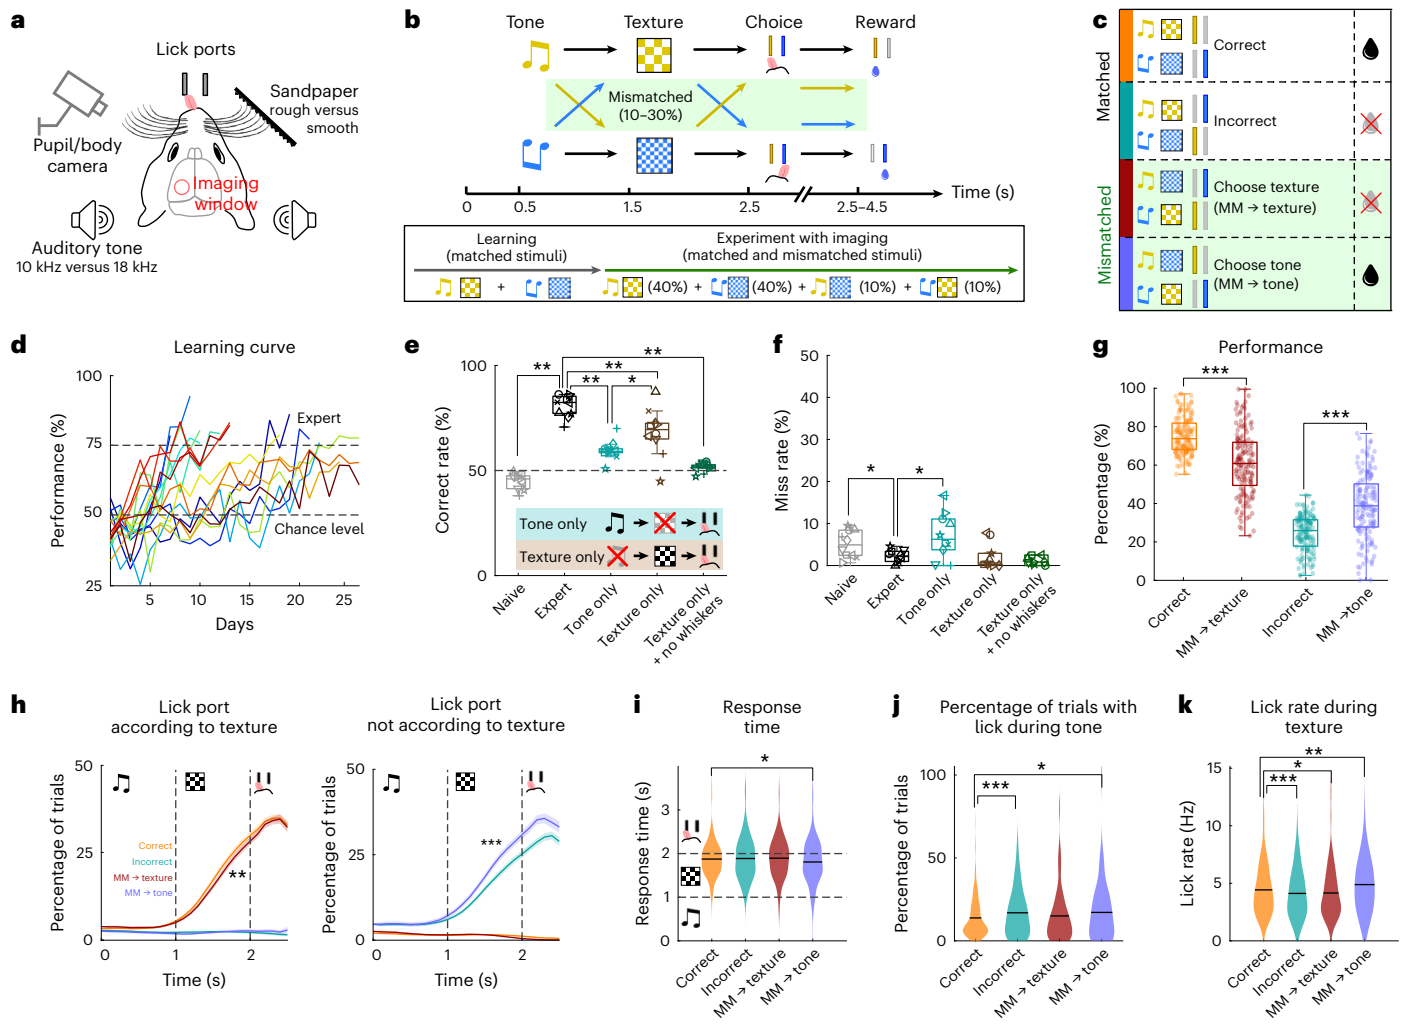 a
Lick ports
Sandpaper
rough versus
smooth
Pupil/body
camera
Imaging
window
Auditory tone
10 kHz versus 18 kHz
b
Tone
Texture
Choice
Reward
Mismatched
(10–30%)
Time (s)
0
0.5
1.5
2.5
2.5–4.5
Learning
(matched stimuli)
Experiment with imaging
(matched and mismatched stimuli)
+
(40%) +
(40%) +
(10%) +
(10%)
c
Matched
Mismatched
Correct
Incorrect
Choose texture
(MM → texture)
Choose tone
(MM → tone)
d
Learning curve
Performance (%)
100
75
50
25
Expert
Chance level
5
10
15
20
25
Days
e
Correct rate (%)
100
50
0
**
**
**
**
*
Tone only
Texture only
Naive
Expert
Tone only
Texture only
Texture only
+ no whiskers
f
Miss rate (%)
50
40
30
20
10
0
*
*
Naive
Expert
Tone only
Texture only
Texture only
+ no whiskers
g
Performance
Percentage (%)
100
80
60
40
20
0
***
***
Correct
MM → texture
Incorrect
MM → tone
h
Lick port
according to texture
Percentage of trials
50
25
0
Correct
Incorrect
MM → texture
MM → tone
**
0
1
2
Time (s)
Lick port
not according to texture
Percentage of trials
50
25
0
***
0
1
2
Time (s)
i
Response
time
Response time (s)
3
2
1
0
*
Correct
Incorrect
MM → texture
MM → tone
j
Percentage of trials with
lick during tone
Percentage of trials
100
50
0
***
*
Correct
Incorrect
MM → texture
MM → tone
k
Lick rate during
texture
Lick rate (Hz)
15
10
5
0
**
*
***
Correct
Incorrect
MM → texture
MM → tone